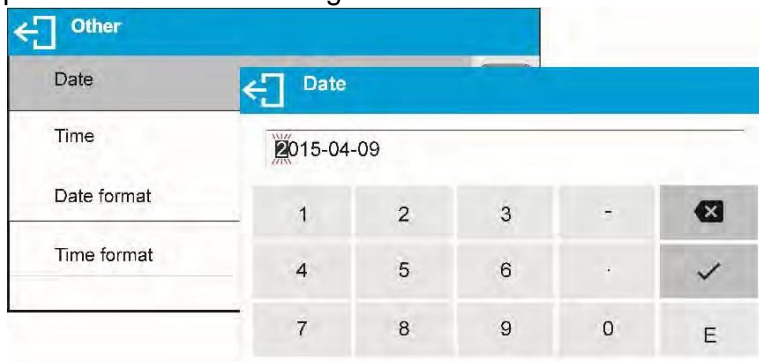 Other
Date
Time
Date format
Time format
Date
2015-04-09
1 2 3 -
4 5 6 .
7 8 9 0 E